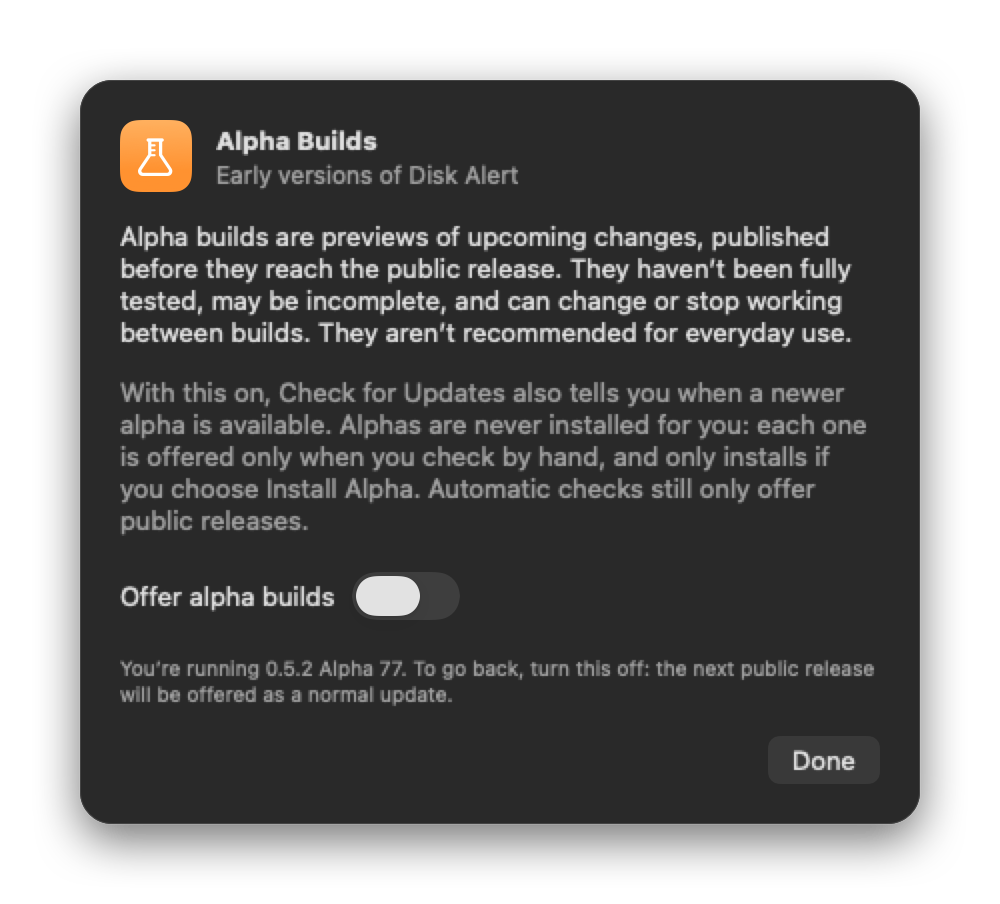 Alpha Builds
Early versions of Disk Alert
Alpha builds are previews of upcoming changes, published
before they reach the public release. They haven’t been fully
tested, may be incomplete, and can change or stop working
between builds. They aren’t recommended for everyday use.
With this on, Check for Updates also tells you when a newer
alpha is available. Alphas are never installed for you: each one
is offered only when you check by hand, and only installs if
you choose Install Alpha. Automatic checks still only offer
public releases.
Offer alpha builds
You’re running 0.5.2 Alpha 77. To go back, turn this off: the next public release
will be offered as a normal update.
Done